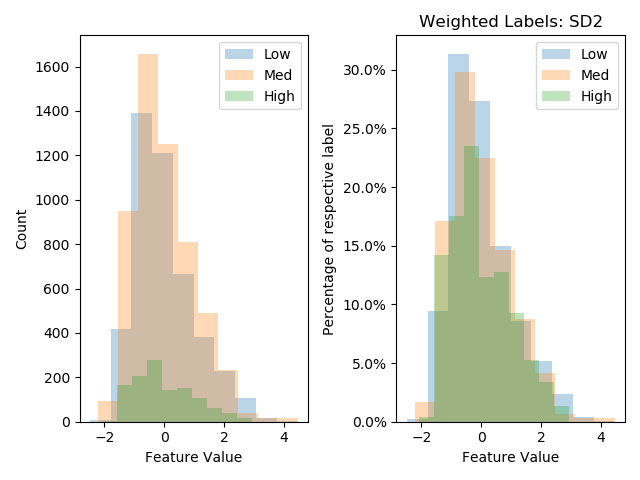 Weighted Labels: SD2
Count
1600
1400
1200
1000
800
600
400
200
0
−2
0
2
4
Feature Value
Low
Med
High
Percentage of respective label
30.0%
25.0%
20.0%
15.0%
10.0%
5.0%
0.0%
−2
0
2
4
Feature Value
Low
Med
High